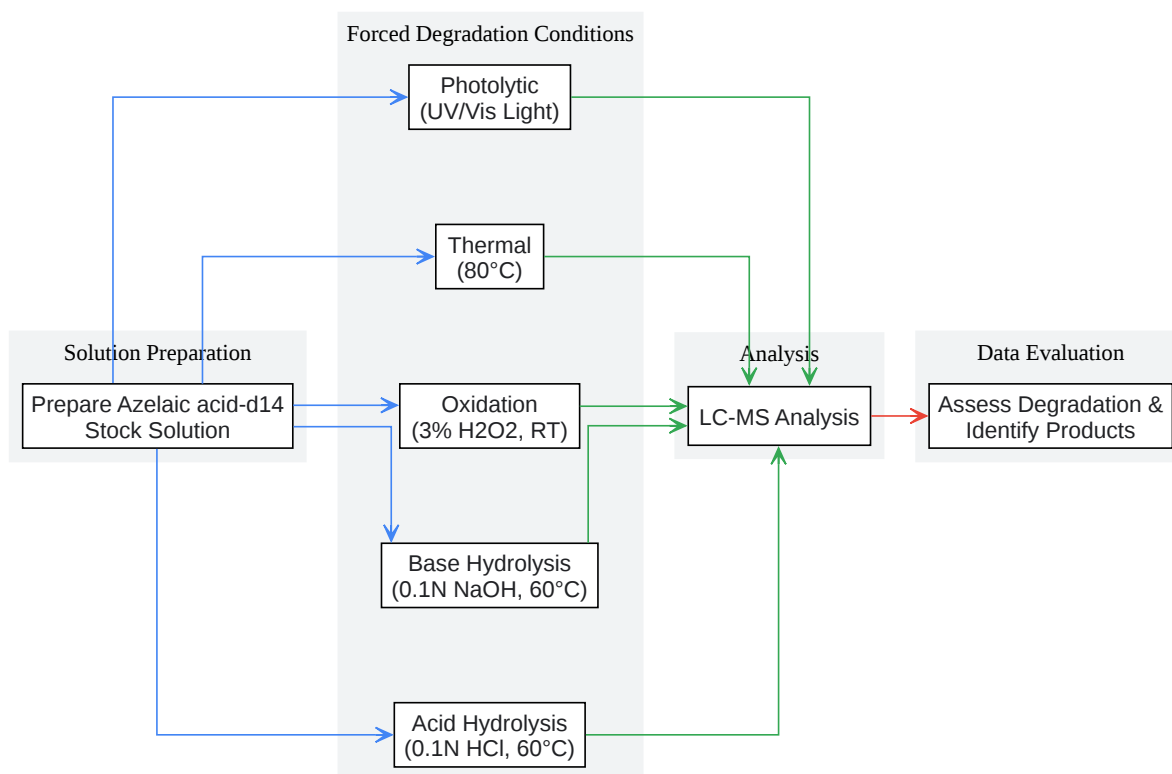 Forced Degradation Conditions
Photolytic
(UV/Vis Light)
Thermal
(80°C)
Solution Preparation
Prepare Azelaic acid-d14
Stock Solution
Oxidation
(3% H2O2, RT)
Base Hydrolysis
(0.1N NaOH, 60°C)
Acid Hydrolysis
(0.1N HCl, 60°C)
Analysis
LC-MS Analysis
Data Evaluation
Assess Degradation &
Identify Products